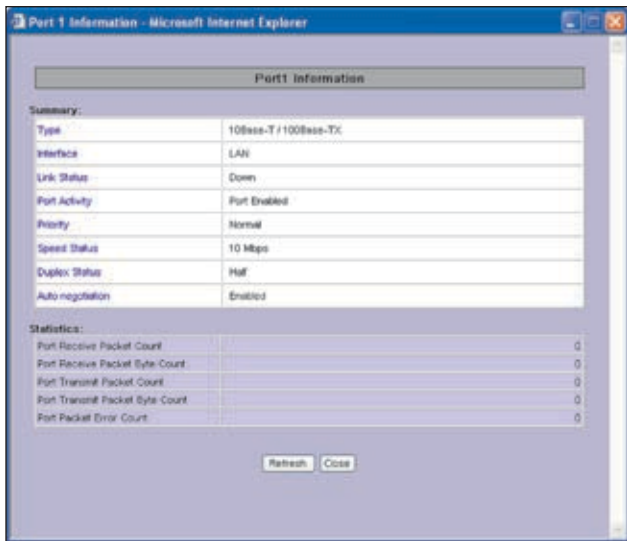 Port 1 Information - Microsoft Internet Explorer
Port1 Information
Summary:
Type 10Base-T / 100Base-TX
Interface LAN
Link Status Down
Port Activity Port Enabled
Priority Normal
Speed Status 10 Mbps
Duplex Status Half
Auto negotiation Enabled
Statistics:
Port Receive Packet Count 0
Port Receive Packet Byte Count 0
Port Transmit Packet Count 0
Port Transmit Packet Byte Count 0
Port Packet Error Count 0
Refresh Close